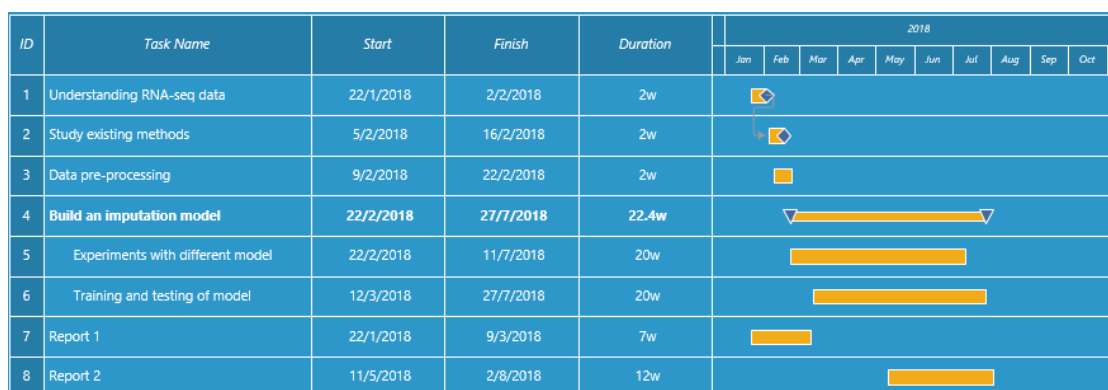 ID Task Name Start Finish Duration 2018
Jan Feb Mar Apr May Jun Jul Aug Sep Oct
1 Understanding RNA-seq data 22/1/2018 2/2/2018 2w
2 Study existing methods 5/2/2018 16/2/2018 2w
3 Data pre-processing 9/2/2018 22/2/2018 2w
4 Build an imputation model 22/2/2018 27/7/2018 22.4w
5 Experiments with different model 22/2/2018 11/7/2018 20w
6 Training and testing of model 12/3/2018 27/7/2018 20w
7 Report 1 22/1/2018 9/3/2018 7w
8 Report 2 11/5/2018 2/8/2018 12w